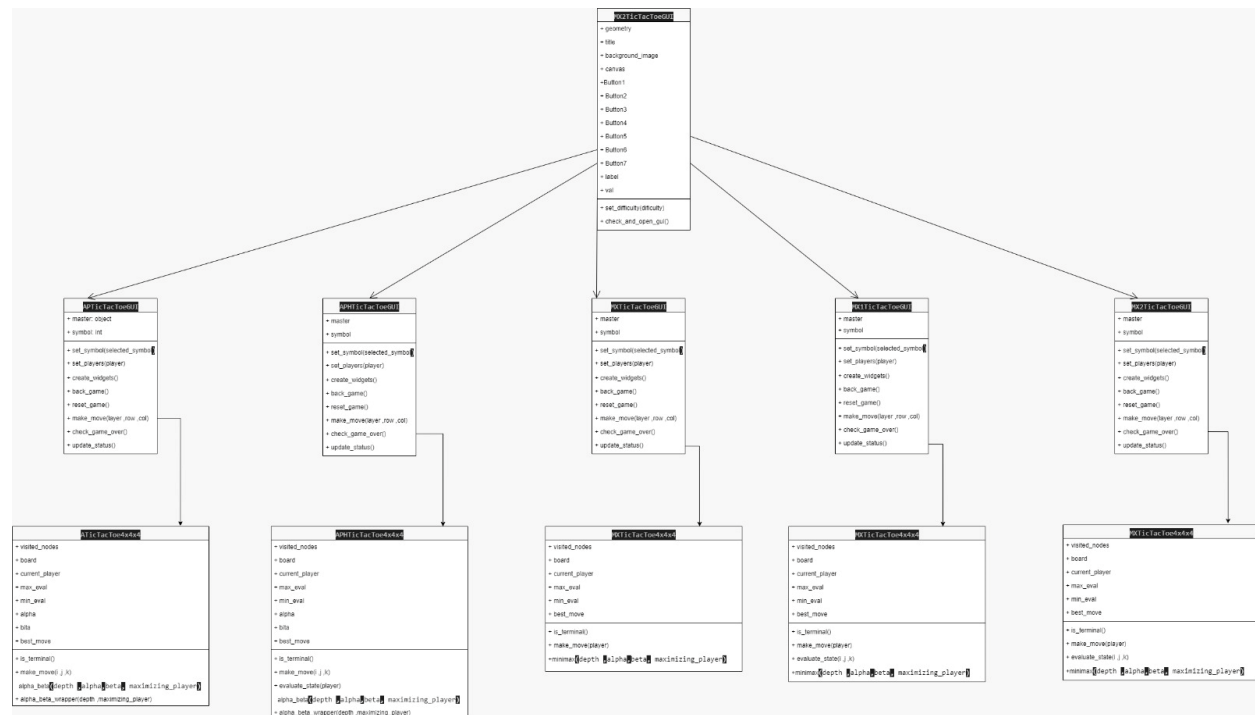 MX2TicTacToeGUI
+ geometry
+ title
+ background_image
+ canvas
+Button1
+ Button2
+ Button3
+ Button4
+ Button5
+ Button6
+ Button7
+ label
+ val
+ set_difficulty(dificulty)
+ check_and_open_gui()
APTicTacToeGUI
+ master: object
+ symbol: int
+ set_symbol(selected_symbol)
+ set_players(player)
+ create_widgets()
+ back_game()
+ reset_game()
+ make_move(layer ,row ,col)
+ check_game_over()
+ update_status()
APHTicTacToeGUI
+ master
+ symbol
+ set_symbol(selected_symbol)
+ set_players(player)
+ create_widgets()
+ back_game()
+ reset_game()
+ make_move(layer ,row ,col)
+ check_game_over()
+ update_status()
MXTicTacToeGUI
+ master
+ symbol
+ set_symbol(selected_symbol)
+ set_players(player)
+ create_widgets()
+ back_game()
+ reset_game()
+ make_move(layer ,row ,col)
+ check_game_over()
+ update_status()
MX1TicTacToeGUI
+ master
+ symbol
+ set_symbol(selected_symbol)
+ set_players(player)
+ create_widgets()
+ back_game()
+ reset_game()
+ make_move(layer ,row ,col)
+ check_game_over()
+ update_status()
MX2TicTacToeGUI
+ master
+ symbol
+ set_symbol(selected_symbol)
+ set_players(player)
+ create_widgets()
+ back_game()
+ reset_game()
+ make_move(layer ,row ,col)
+ check_game_over()
+ update_status()
ATicTacToe4x4x4
+ visited_nodes
+ board
+ current_player
+ max_eval
+ min_eval
+ alpha
+ bita
+ best_move
+ is_terminal()
+ make_move(i ,j ,k)
alpha_beta(depth ,alpha,beta, maximizing_player)
+ alpha_beta_wrapper(depth ,maximizing_player)
APHTicTacToe4x4x4
+ visited_nodes
+ board
+ current_player
+ max_eval
+ min_eval
+ alpha
+ bita
+ best_move
+ is_terminal()
+ make_move(i ,j ,k)
+ evaluate_state(player)
alpha_beta(depth ,alpha,beta, maximizing_player)
+ alpha_beta_wrapper(depth ,maximizing_player)
MXTicTacToe4x4x4
+ visited_nodes
+ board
+ current_player
+ max_eval
+ min_eval
+ best_move
+ is_terminal()
+ make_move(player)
+minimax(depth ,alpha,beta, maximizing_player)
MXTicTacToe4x4x4
+ visited_nodes
+ board
+ current_player
+ max_eval
+ min_eval
+ best_move
+ is_terminal()
+ make_move(player)
+ evaluate_state(i ,j ,k)
+minimax(depth ,alpha,beta, maximizing_player)
MXTicTacToe4x4x4
+ visited_nodes
+ board
+ current_player
+ max_eval
+ min_eval
+ best_move
+ is_terminal()
+ make_move(player)
+ evaluate_state(i ,j ,k)
+minimax(depth ,alpha,beta, maximizing_player)